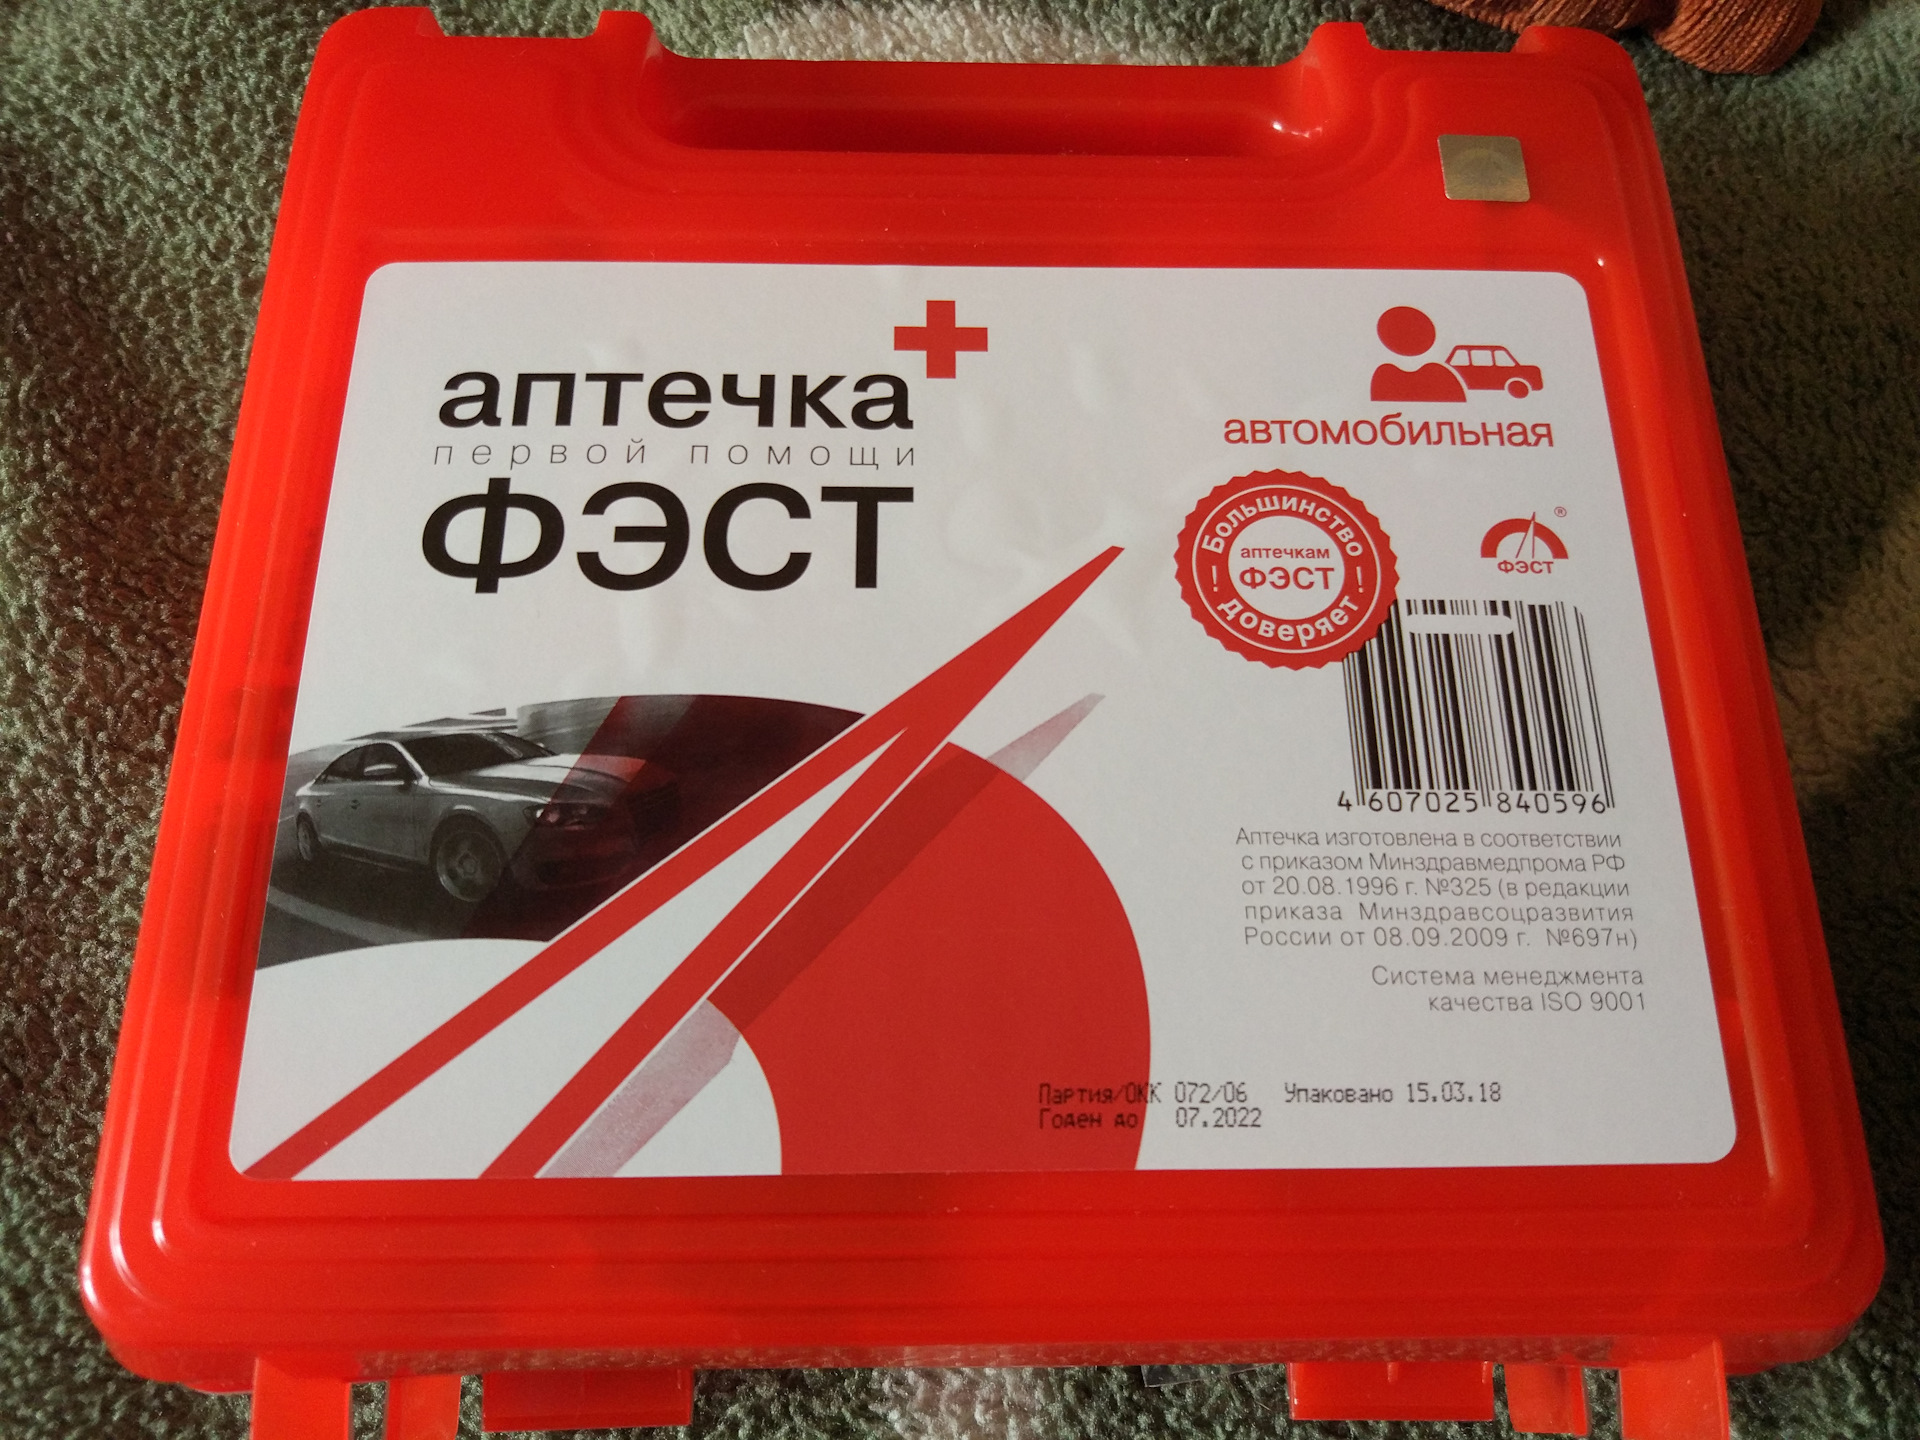 аптечка
первой помощи
ФЭСТ
автомобильная
Большинство
аптечкам
ФЭСТ
! доверяет !
®
ФЭСТ
4 607025 840596
Аптечка изготовлена в соответствии
с приказом Минздравмедпрома РФ
от 20.08.1996 г. №325 (в редакции
приказа Минздравсоцразвития
России от 08.09.2009 г. №697н)
Система менеджмента
качества ISO 9001
Партия/ОКК 072/06 Упаковано 15.03.18
Годен до 07.2022